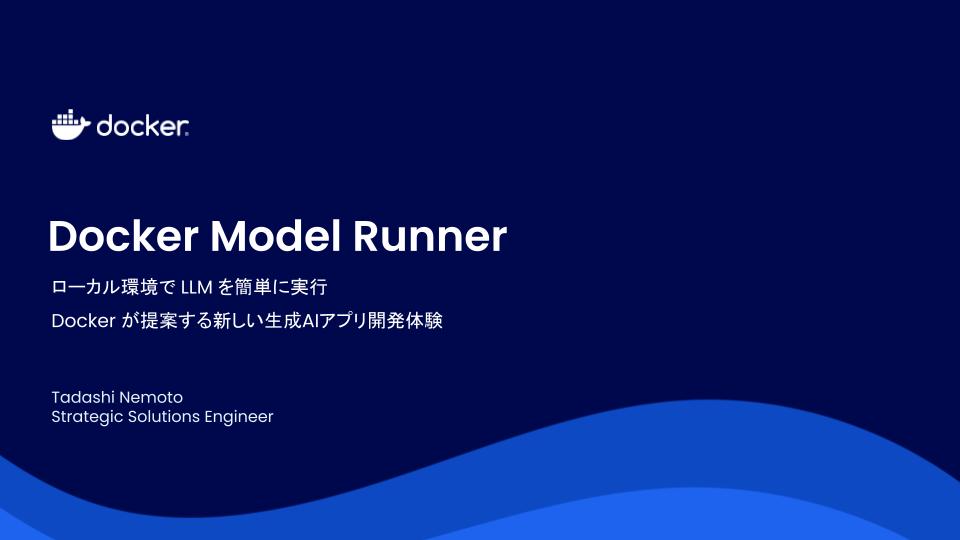 docker
Docker Model Runner
ローカル環境で LLM を簡単に実行
Docker が提案する新しい生成AIアプリ開発体験
Tadashi Nemoto
Strategic Solutions Engineer